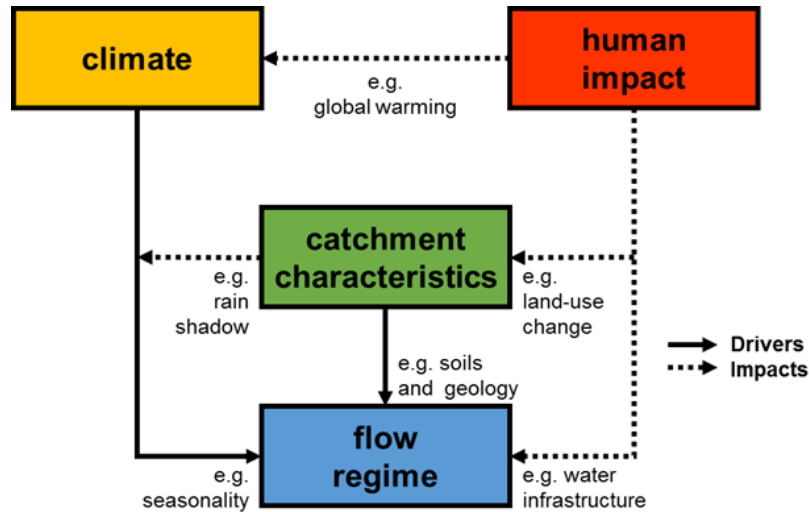 climate
human
impact
e.g.
global warming
catchment
characteristics
e.g.
rain
shadow
e.g.
land-use
change
Drivers
Impacts
e.g. soils
and geology
flow
regime
e.g.
seasonality
e.g. water
infrastructure